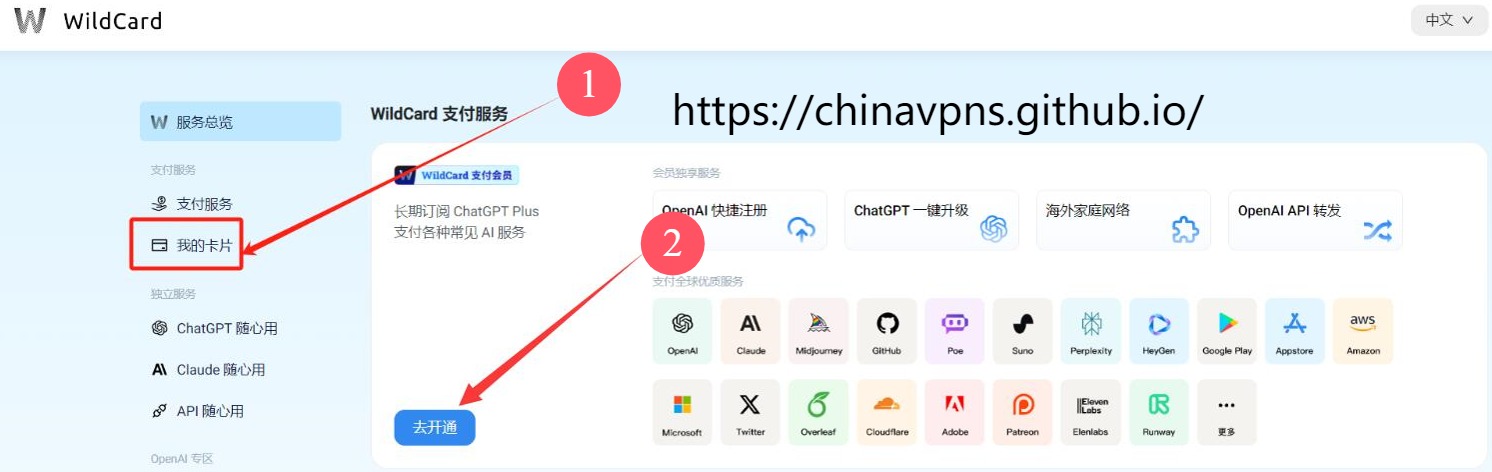 WildCard
中文
服务总览
支付服务
支付服务
我的卡片
独立服务
ChatGPT 随心用
Claude 随心用
API 随心用
OpenAI 专区
WildCard 支付服务
1
https://chinavpns.github.io/
WildCard 支付会员
长期订阅 ChatGPT Plus
支付各种常见 AI 服务
2
去开通
会员独享服务
OpenAI 快捷注册
ChatGPT 一键升级
海外家庭网络
OpenAI API 转发
支付全球优质服务
OpenAI
Claude
Midjourney
GitHub
Poe
Suno
Perplexity
HeyGen
Google Play
Appstore
aws
Amazon
Microsoft
Twitter
Overleaf
Cloudflare
Adobe
Patreon
IIEleven
Labs
Elenlabs
Runway
更多